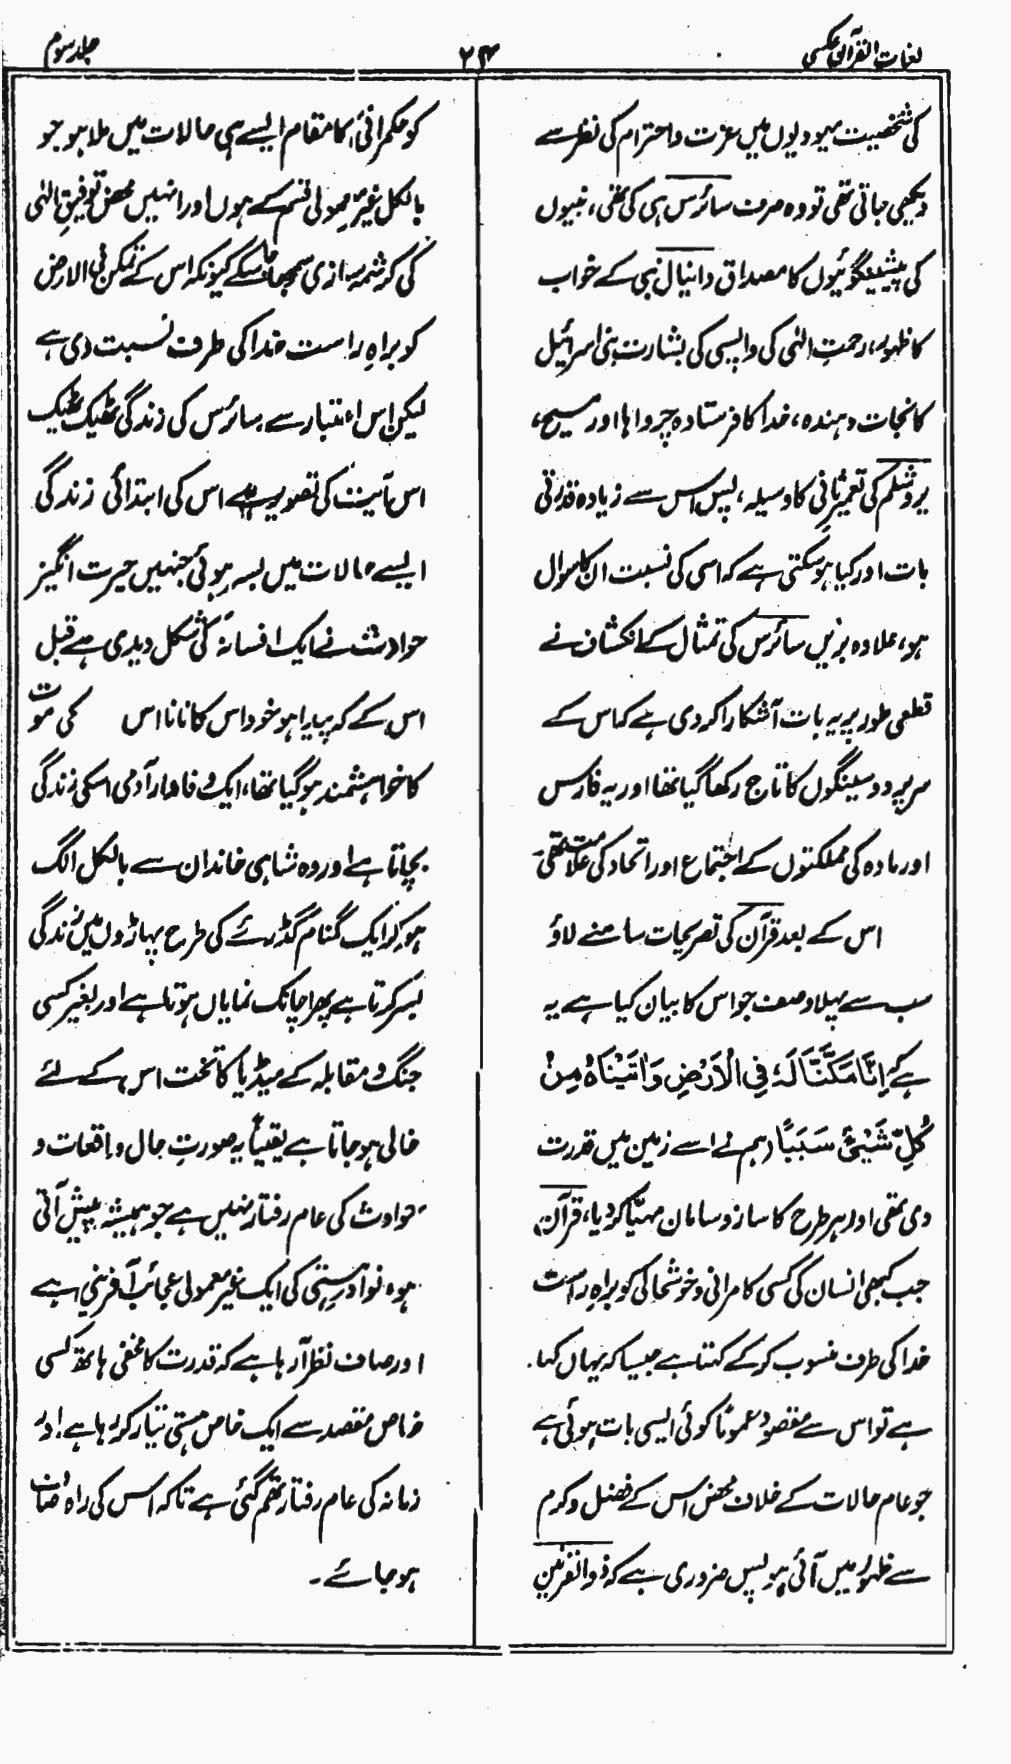 لغات القرآن عکسی
۲۴
جلد سوم
کی شخصیت یہودیوں میں عزت و احترام کی نظر سے
دیکھی جاتی تھی تو وہ صرف سائرس ہی کی تھی، نبیوں
کی پیشینگوئیوں کا مصداق دانیال نبی کے خواب
کا ظہور، رحمتِ الٰہی کی واپسی کی بشارت بنی اسرائیل
کا نجات دہندہ، خدا کا فرستادہ چرواہا اور مسیح،
یروشلم کی تعمیر ثانی کا وسیلہ، پس اس سے زیادہ قدرتی
بات اور کیا ہو سکتی ہے کہ اسی کی نسبت ان کا سوال
ہو، علاوہ بریں سائرس کی تمثال کے انکشاف نے
قطعی طور پر یہ بات آشکارا کر دی ہے کہ اس کے
سر پر دو سینگوں کا تاج رکھا گیا تھا اور یہ فارس
اور مادہ کی مملکتوں کے اجتماع اور اتحاد کی علامت تھی
اس کے بعد قرآن کی تصریحات سامنے لاؤ
سب سے پہلا وصف جو اس کا بیان کیا ہے یہ
ہے کہ اِنَّا مَكَّنَّا لَهٗ فِی الْاَرْضِ وَاٰتَیْنَاهُ مِنْ
کُلِّ شَیْئٍ سَبَبًا (ہم نے اسے زمین میں قدرت
دی تھی اور ہر طرح کا ساز و سامان مہیا کر دیا، قرآن
جب کبھی انسان کی کسی کامرانی و خوشحالی کو براہِ راست
خدا کی طرف منسوب کر کے کہتا ہے جیسا کہ یہاں کہا
ہے تو اس سے مقصود عموماً کوئی ایسی بات ہوئی ہے
جو عام حالات کے خلاف محض اس کے فضل و کرم
سے ظہور میں آئی ہو پس ضروری ہے کہ ذوالقرنین
کو حکمرانی کا مقام ایسے ہی حالات میں ملا ہو جو
بالکل غیر معمولی قسم کے ہوں اور انہیں محض توفیقِ الٰہی
کی کرشمہ سازی سمجھا جا سکے کیونکہ اس کے تمکن فی الارض
کو براہِ راست خدا کی طرف نسبت دی ہے
لیکن اس اعتبار سے سائرس کی زندگی ٹھیک ٹھیک
اس آیت کی تصویر ہے اس کی ابتدائی زندگی
ایسے حالات میں بسر ہوئی جنہیں حیرت انگیز
حوادث نے ایک افسانہ کی شکل دیدی ہے قبل
اس کے کہ پیدا ہو خود اس کا نانا اس کی موت
کا خواہشمند ہو گیا تھا، ایک وفادار آدمی اسکی زندگی
بچاتا ہے اور وہ شاہی خاندان سے بالکل الگ
ہو کر ایک گمنام گڈرئے کی طرح پہاڑوں میں زندگی
بسر کرتا ہے پھر اچانک نمایاں ہوتا ہے اور بغیر کسی
جنگ و مقابلہ کے میڈیا کا تخت اس کے لئے
خالی ہو جاتا ہے یقیناً یہ صورتِ حال واقعات و
حوادث کی عام رفتار نہیں ہے جو ہمیشہ پیش آتی
ہو، نوادر ہستی کی ایک غیر معمولی عجائب آفرینی ہے
اور صاف نظر آ رہا ہے کہ قدرت کا مخفی ہاتھ کسی
خاص مقصد سے ایک خاص ہستی تیار کر رہا ہے اور
زمانہ کی عام رفتار تھم گئی ہے تاکہ اس کی راہ صاف
ہو جائے۔